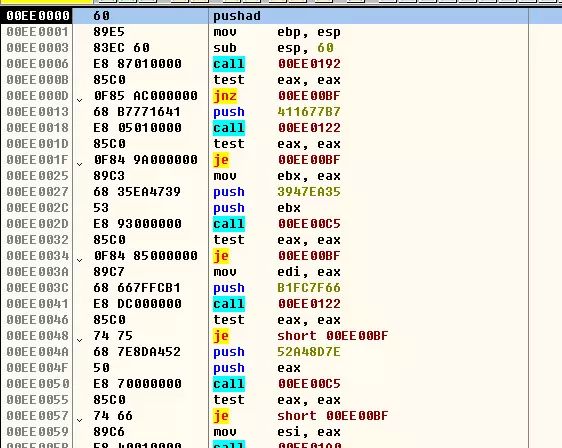 00EE0000 60 pushad
00EE0001 89E5 mov ebp, esp
00EE0003 83EC 60 sub esp, 60
00EE0006 E8 87010000 call 00EE0192
00EE000B 85C0 test eax, eax
00EE000D 0F85 AC000000 jnz 00EE00BF
00EE0013 68 B7771641 push 411677B7
00EE0018 E8 05010000 call 00EE0122
00EE001D 85C0 test eax, eax
00EE001F 0F84 9A000000 je 00EE00BF
00EE0025 89C3 mov ebx, eax
00EE0027 68 35EA4739 push 3947EA35
00EE002C 53 push ebx
00EE002D E8 93000000 call 00EE00C5
00EE0032 85C0 test eax, eax
00EE0034 0F84 85000000 je 00EE00BF
00EE003A 89C7 mov edi, eax
00EE003C 68 667FFCB1 push B1FC7F66
00EE0041 E8 DC000000 call 00EE0122
00EE0046 85C0 test eax, eax
00EE0048 74 75 je short 00EE00BF
00EE004A 68 7E8DA452 push 52A48D7E
00EE004F 50 push eax
00EE0050 E8 70000000 call 00EE00C5
00EE0055 85C0 test eax, eax
00EE0057 74 66 je short 00EE00BF
00EE0059 89C6 mov esi, eax